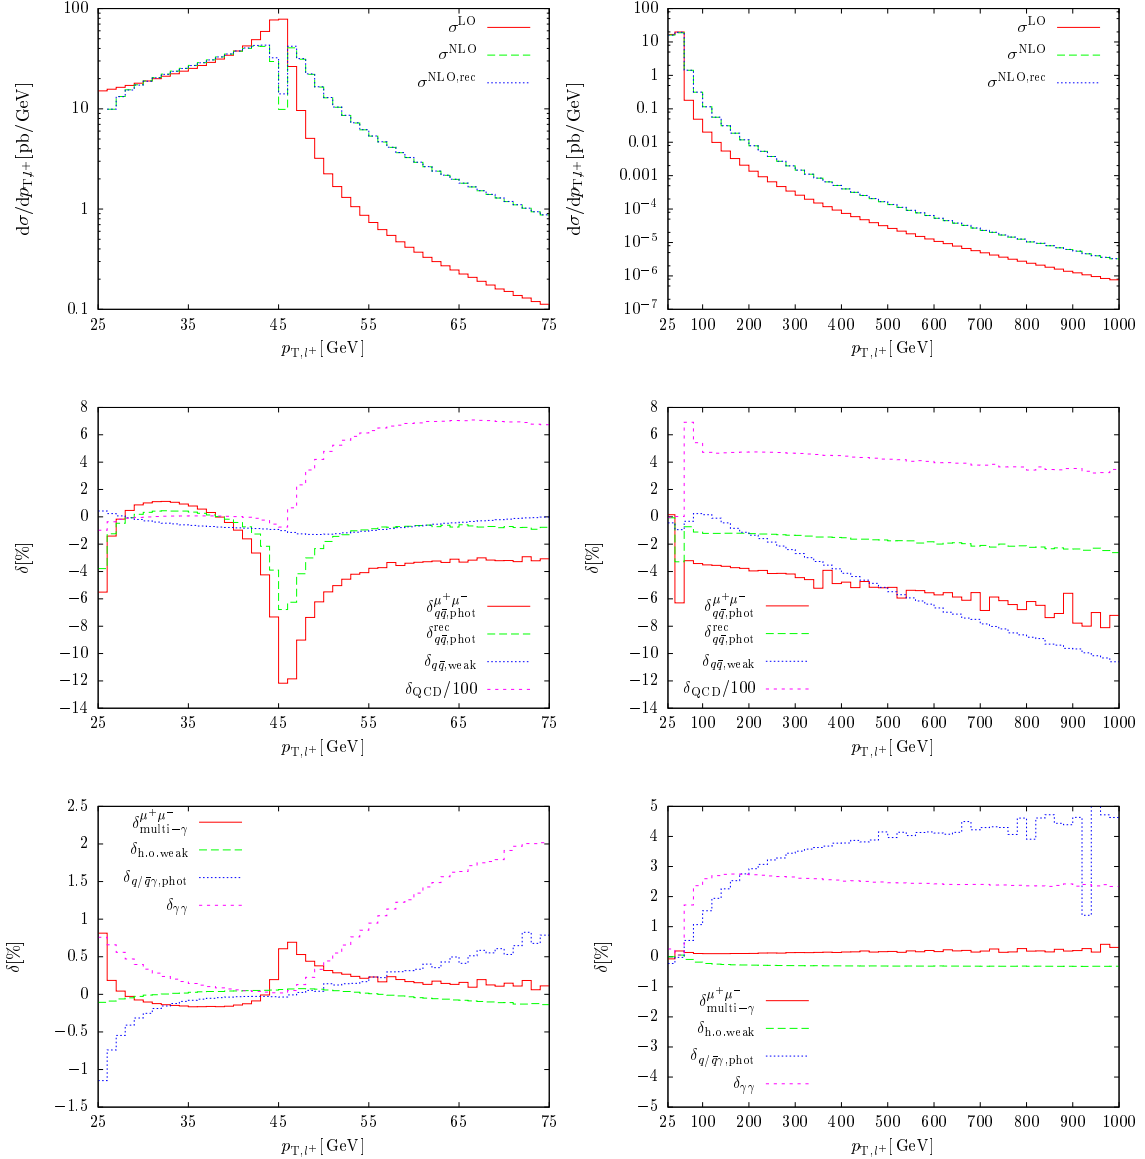 σ^LO
σ^NLO
σ^NLO,rec
100
10
1
0.1
dσ/dp_T,l+ [pb/GeV]
25 35 45 55 65 75
p_T,l+ [GeV]
σ^LO
σ^NLO
σ^NLO,rec
100
10
1
0.1
0.01
0.001
10^−4
10^−5
10^−6
10^−7
dσ/dp_T,l+ [pb/GeV]
25 100 200 300 400 500 600 700 800 900 1000
p_T,l+ [GeV]
8
6
4
2
0
−2
−4
−6
−8
−10
−12
−14
δ[%]
δ^μ+μ−_qq̄,phot
δ^rec_qq̄,phot
δ_qq̄,weak
δ_QCD/100
25 35 45 55 65 75
p_T,l+ [GeV]
8
6
4
2
0
−2
−4
−6
−8
−10
−12
−14
δ[%]
δ^μ+μ−_qq̄,phot
δ^rec_qq̄,phot
δ_qq̄,weak
δ_QCD/100
25 100 200 300 400 500 600 700 800 900 1000
p_T,l+ [GeV]
2.5
2
1.5
1
0.5
0
−0.5
−1
−1.5
δ[%]
δ^μ+μ−_multi−γ
δ_h.o.weak
δ_q/q̄γ,phot
δ_γγ
25 35 45 55 65 75
p_T,l+ [GeV]
5
4
3
2
1
0
−1
−2
−3
−4
−5
δ[%]
δ^μ+μ−_multi−γ
δ_h.o.weak
δ_q/q̄γ,phot
δ_γγ
25 100 200 300 400 500 600 700 800 900 1000
p_T,l+ [GeV]